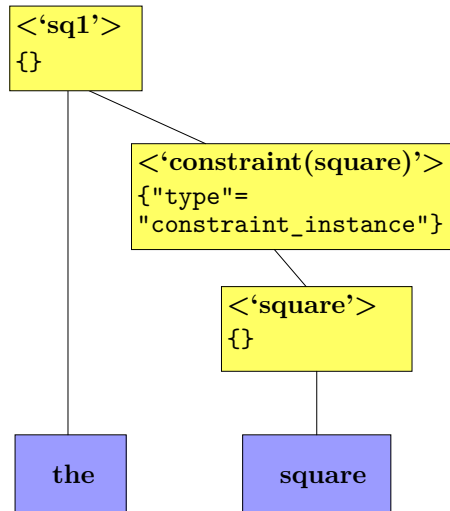 <‘sq1’>
{}
<‘constraint(square)’>
{"type"=
"constraint_instance"}
<‘square’>
{}
the
square